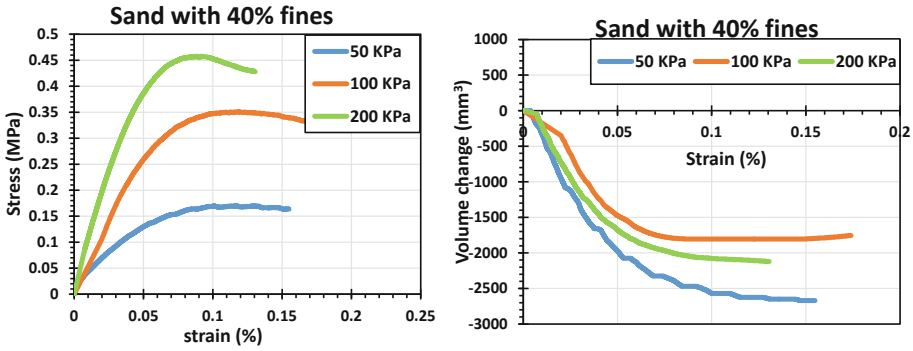 Sand with 40% fines
0.5
0.45
0.4
0.35
0.3
0.25
0.2
0.15
0.1
0.05
0
Stress (MPa)
50 KPa
100 KPa
200 KPa
0 0.05 0.1 0.15 0.2 0.25
strain (%)
Sand with 40% fines
1000
500
0
-500
-1000
-1500
-2000
-2500
-3000
Volume change (mm³)
50 KPa 100 KPa 200 KPa
0 0.05 0.1 0.15 0.2
Strain (%)